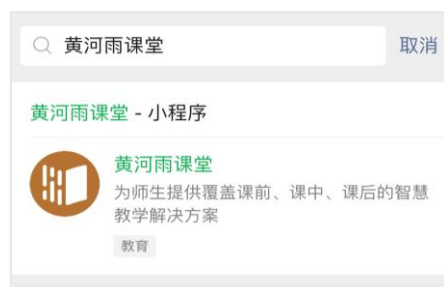 黄河雨课堂
取消
黄河雨课堂 - 小程序
黄河雨课堂
为师生提供覆盖课前、课中、课后的智慧
教学解决方案
教育